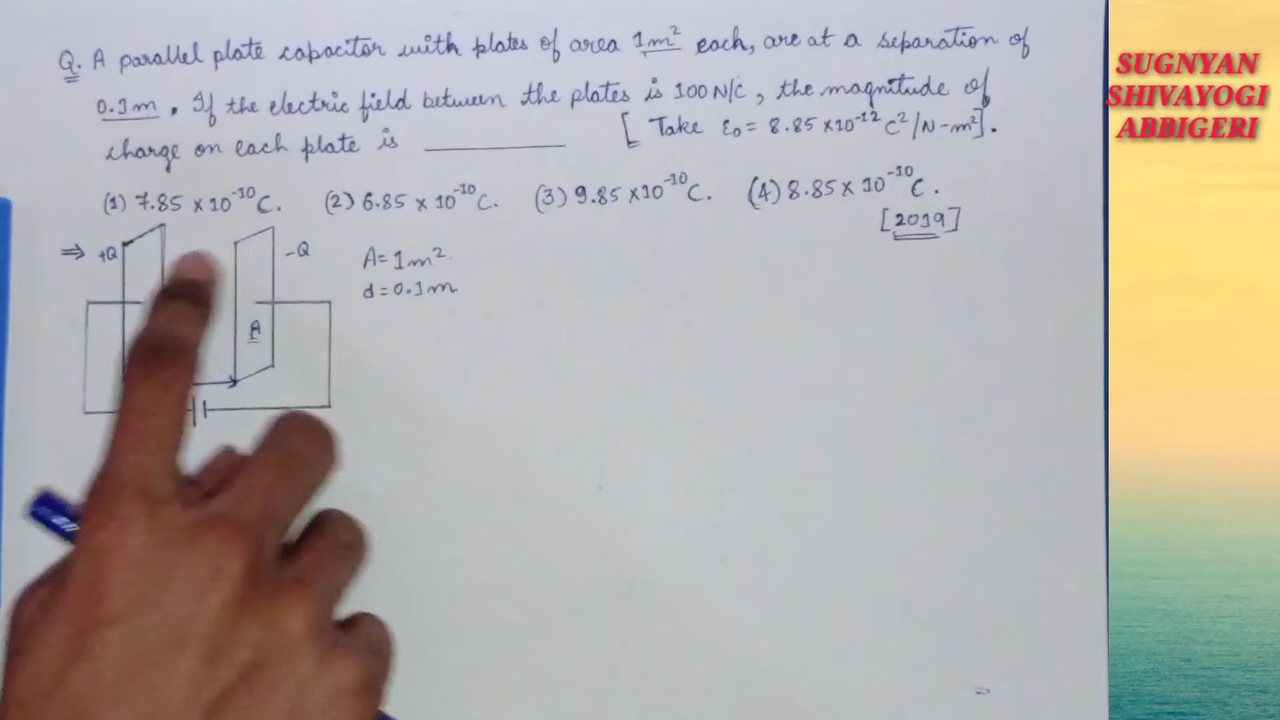 Q. A parallel plate capacitor with plates of area 1m² each, are at a separation of
0.1m. If the electric field between the plates is 100 N/C, the magnitude of
charge on each plate is ________ [Take ε₀ = 8.85 ×10⁻¹² C²/N-m²].
(1) 7.85 × 10⁻¹⁰ C. (2) 6.85 × 10⁻¹⁰ C. (3) 9.85 ×10⁻¹⁰ C. (4) 8.85 × 10⁻¹⁰ C.
[2019]
⇒ +Q -Q A = 1m².
d = 0.1m
A
SUGNYAN
SHIVAYOGI
ABBIGERI